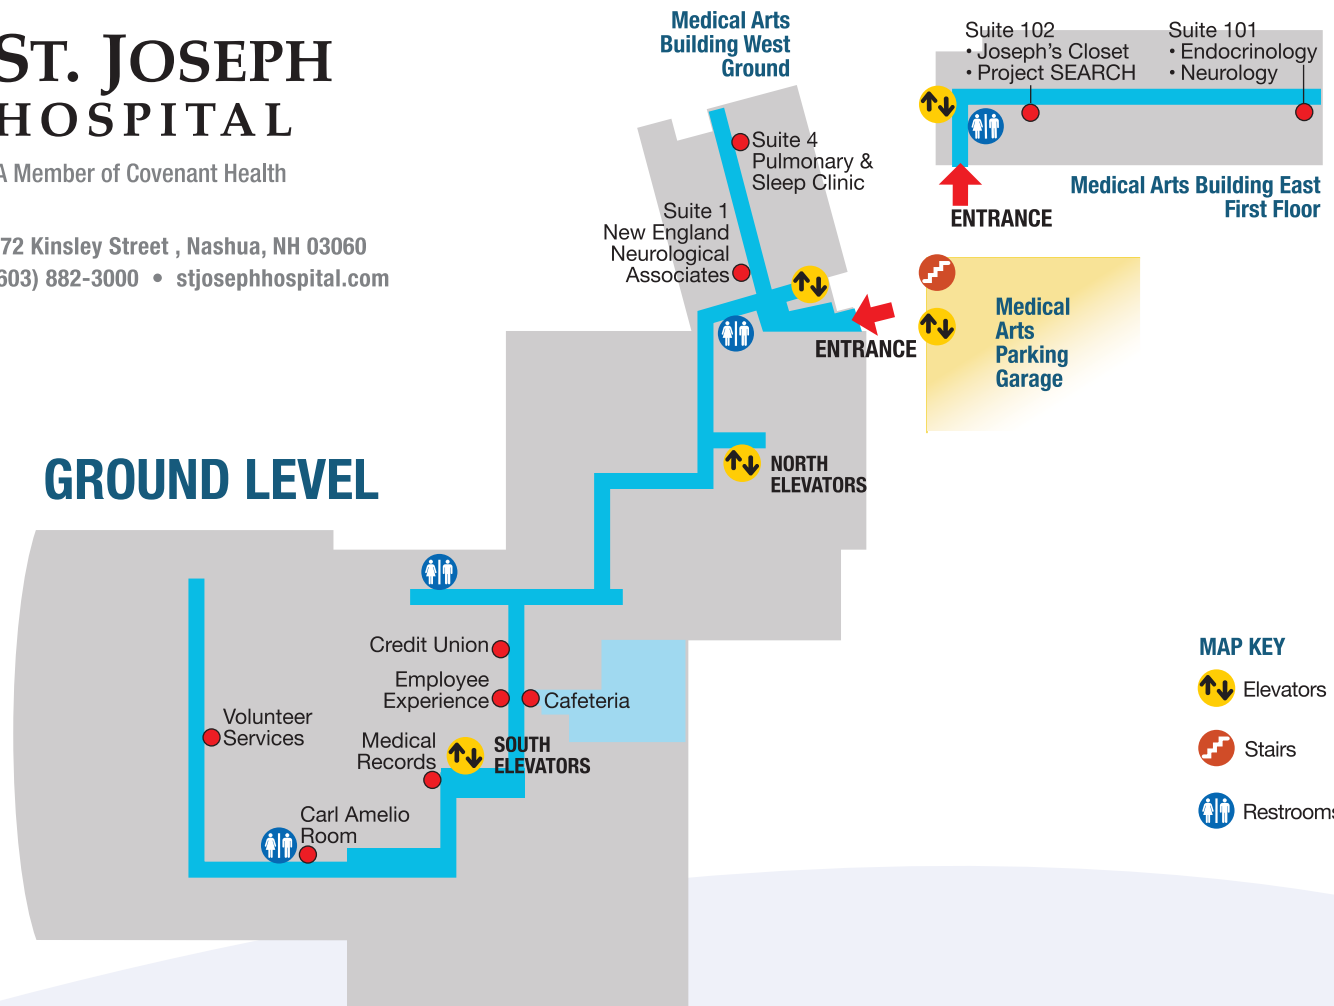 ST. JOSEPH
HOSPITAL
A Member of Covenant Health
72 Kinsley Street , Nashua, NH 03060
603) 882-3000 • stjosephhospital.com
Medical Arts
Building West
Ground
Suite 4
Pulmonary &
Sleep Clinic
Suite 1
New England
Neurological
Associates
ENTRANCE
Suite 102
• Joseph's Closet
• Project SEARCH
Suite 101
• Endocrinology
• Neurology
Medical Arts Building East
First Floor
ENTRANCE
Medical
Arts
Parking
Garage
GROUND LEVEL
NORTH
ELEVATORS
Credit Union
Employee
Experience
Cafeteria
Volunteer
Services
Medical
Records
SOUTH
ELEVATORS
Carl Amelio
Room
MAP KEY
Elevators
Stairs
Restrooms